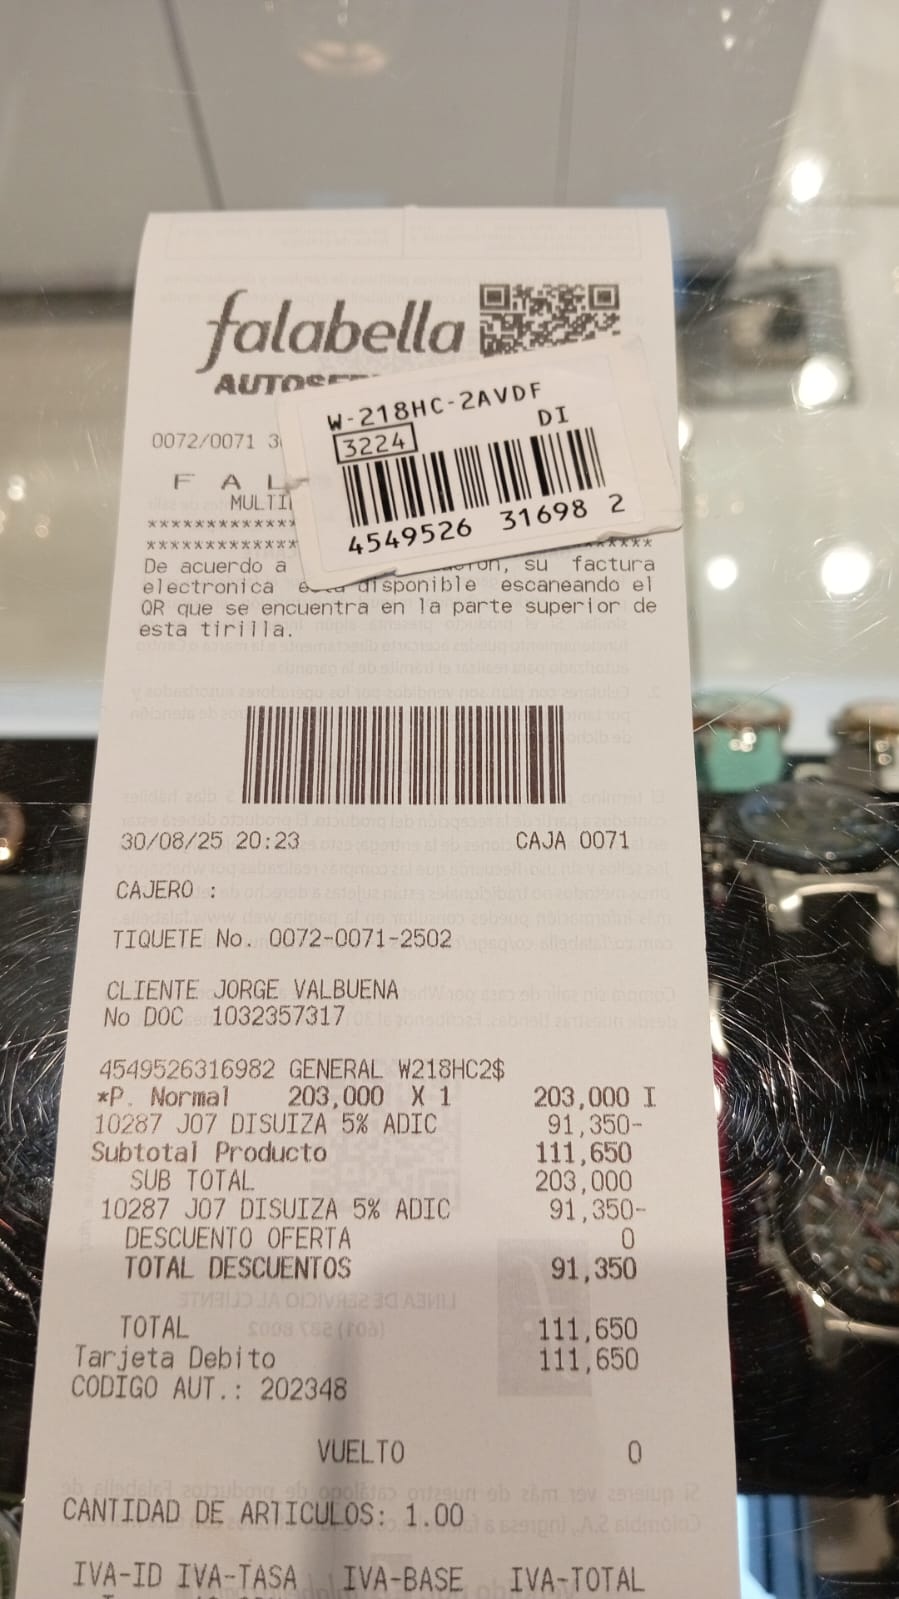 falabella
AUTOSER
W-218HC-2AVDF
DI
3224
4549526 31698 2
0072/0071 3
F A L
MULTI
*************
************* ******
De acuerdo a su factura
electronica disponible escaneando el
QR que se encuentra en la parte superior de
esta tirilla.
30/08/25 20:23 CAJA 0071
CAJERO :
TIQUETE No. 0072-0071-2502
CLIENTE JORGE VALBUENA
No DOC 1032357317
4549526316982 GENERAL W218HC2$
*P. Normal 203,000 X 1 203,000 I
10287 J07 DISUIZA 5% ADIC 91,350-
Subtotal Producto 111,650
SUB TOTAL 203,000
10287 J07 DISUIZA 5% ADIC 91,350-
DESCUENTO OFERTA 0
TOTAL DESCUENTOS 91,350
TOTAL 111,650
Tarjeta Debito 111,650
CODIGO AUT.: 202348
VUELTO 0
CANTIDAD DE ARTICULOS: 1.00
IVA-ID IVA-TASA IVA-BASE IVA-TOTAL